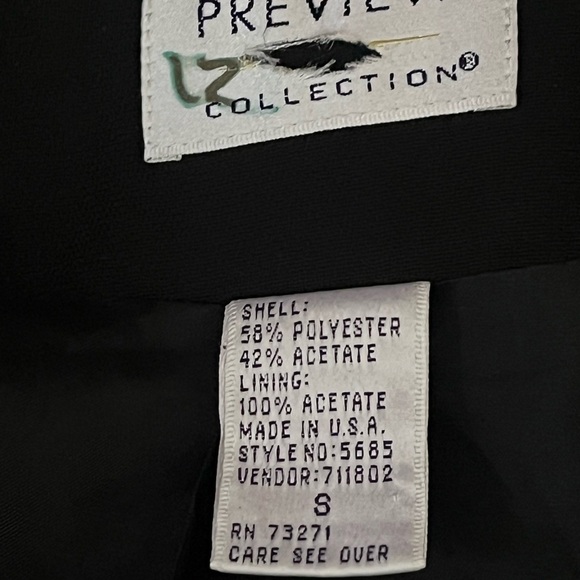 PREVIEW
COLLECTION®
SHELL:
58% POLYESTER
42% ACETATE
LINING:
100% ACETATE
MADE IN U.S.A.
STYLE NO:5685
VENDOR:711802
S
RN 73271
CARE SEE OVER